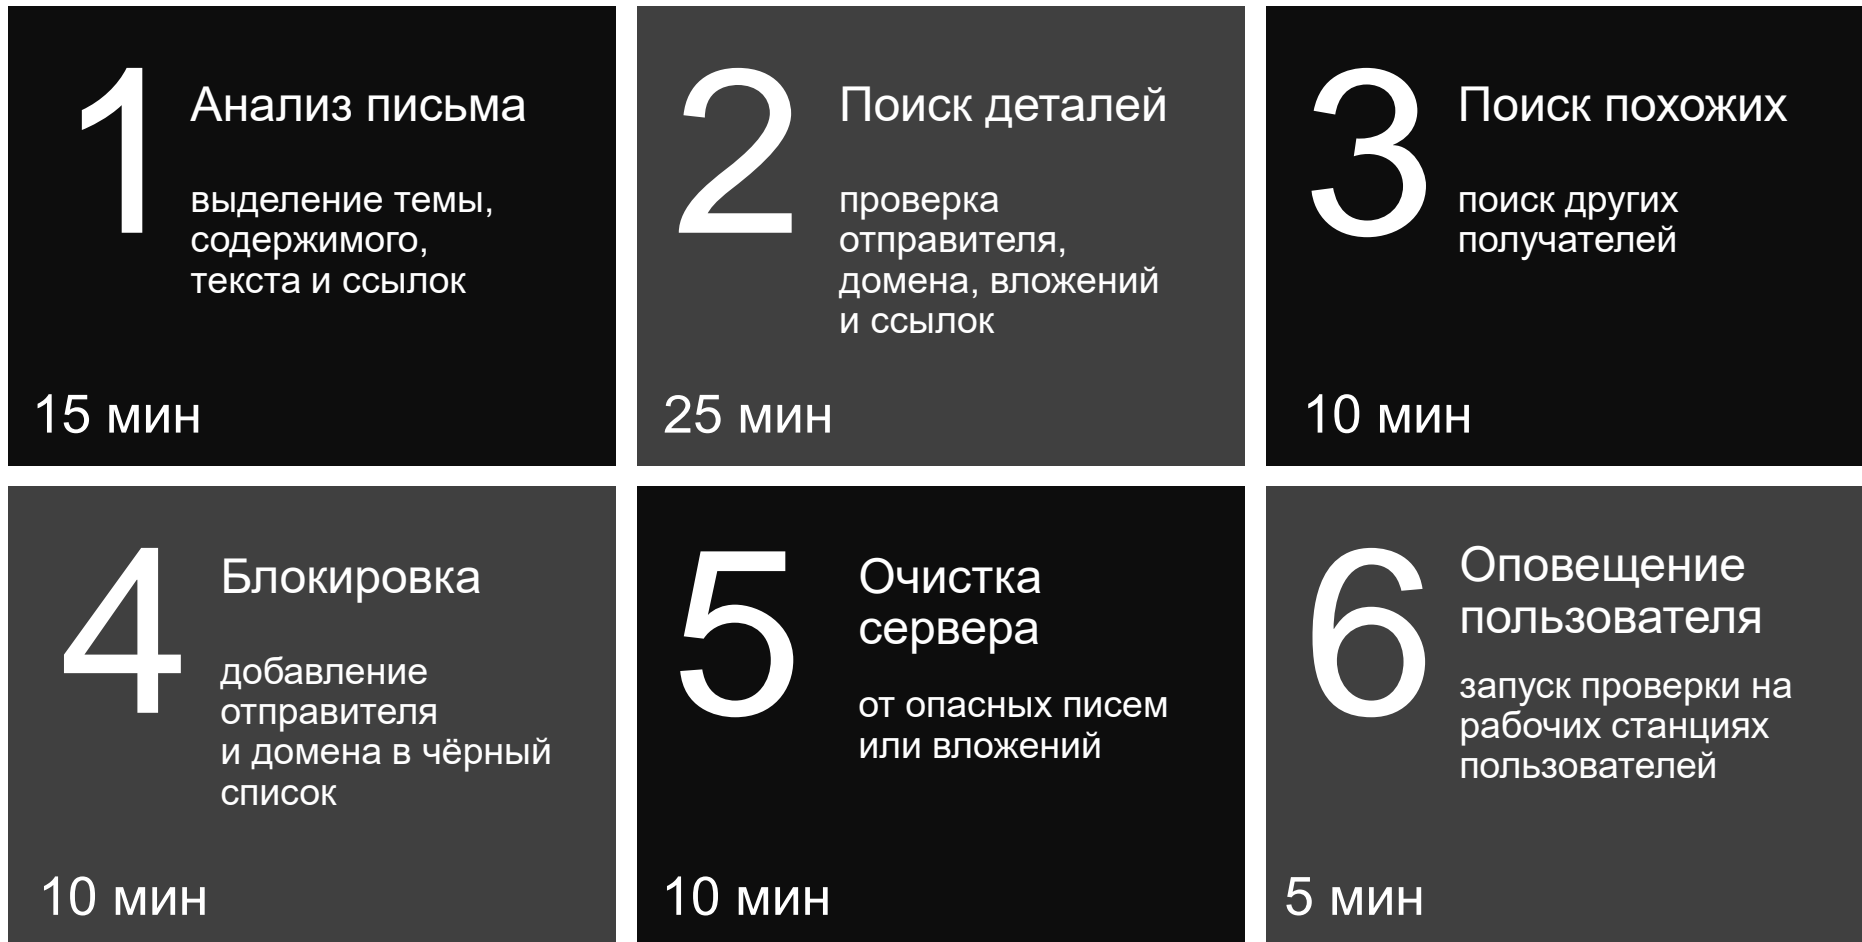 1
Анализ письма
выделение темы,
содержимого,
текста и ссылок
15 мин
2
Поиск деталей
проверка
отправителя,
домена, вложений
и ссылок
25 мин
3
Поиск похожих
поиск других
получателей
10 мин
4
Блокировка
добавление
отправителя
и домена в чёрный
список
10 мин
5
Очистка
сервера
от опасных писем
или вложений
10 мин
6
Оповещение
пользователя
запуск проверки на
рабочих станциях
пользователей
5 мин